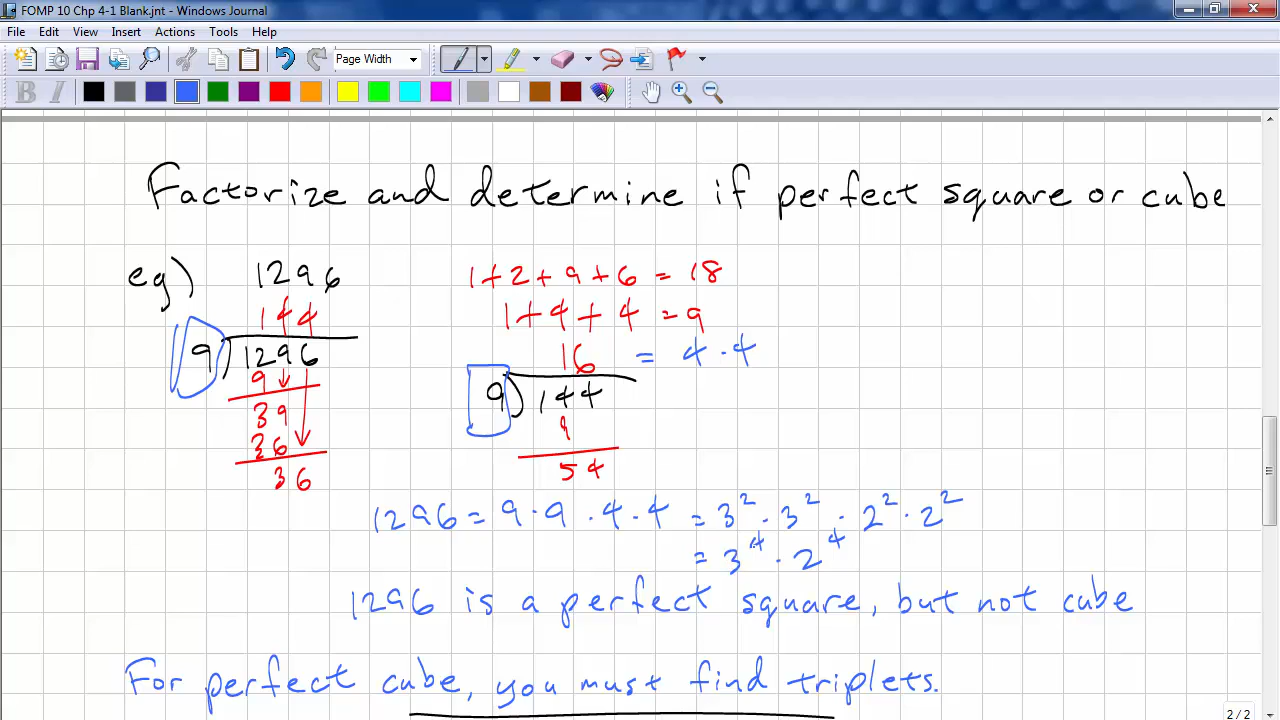 FOMP 10 Chp 4-1 Blank.jnt - Windows Journal
File Edit View Insert Actions Tools Help
Page Width
B I
Factorize and determine if perfect square or cube
eg) 1296
1+2+9+6 = 18
144
1+4+4 = 9
9 ) 1296
16 = 4·4
9
9 ) 144
39
9
36
54
36
1296 = 9·9·4·4 = 3²·3²·2²·2²
= 3⁴·2⁴
1296 is a perfect square, but not cube
For perfect cube, you must find triplets.
2 / 2